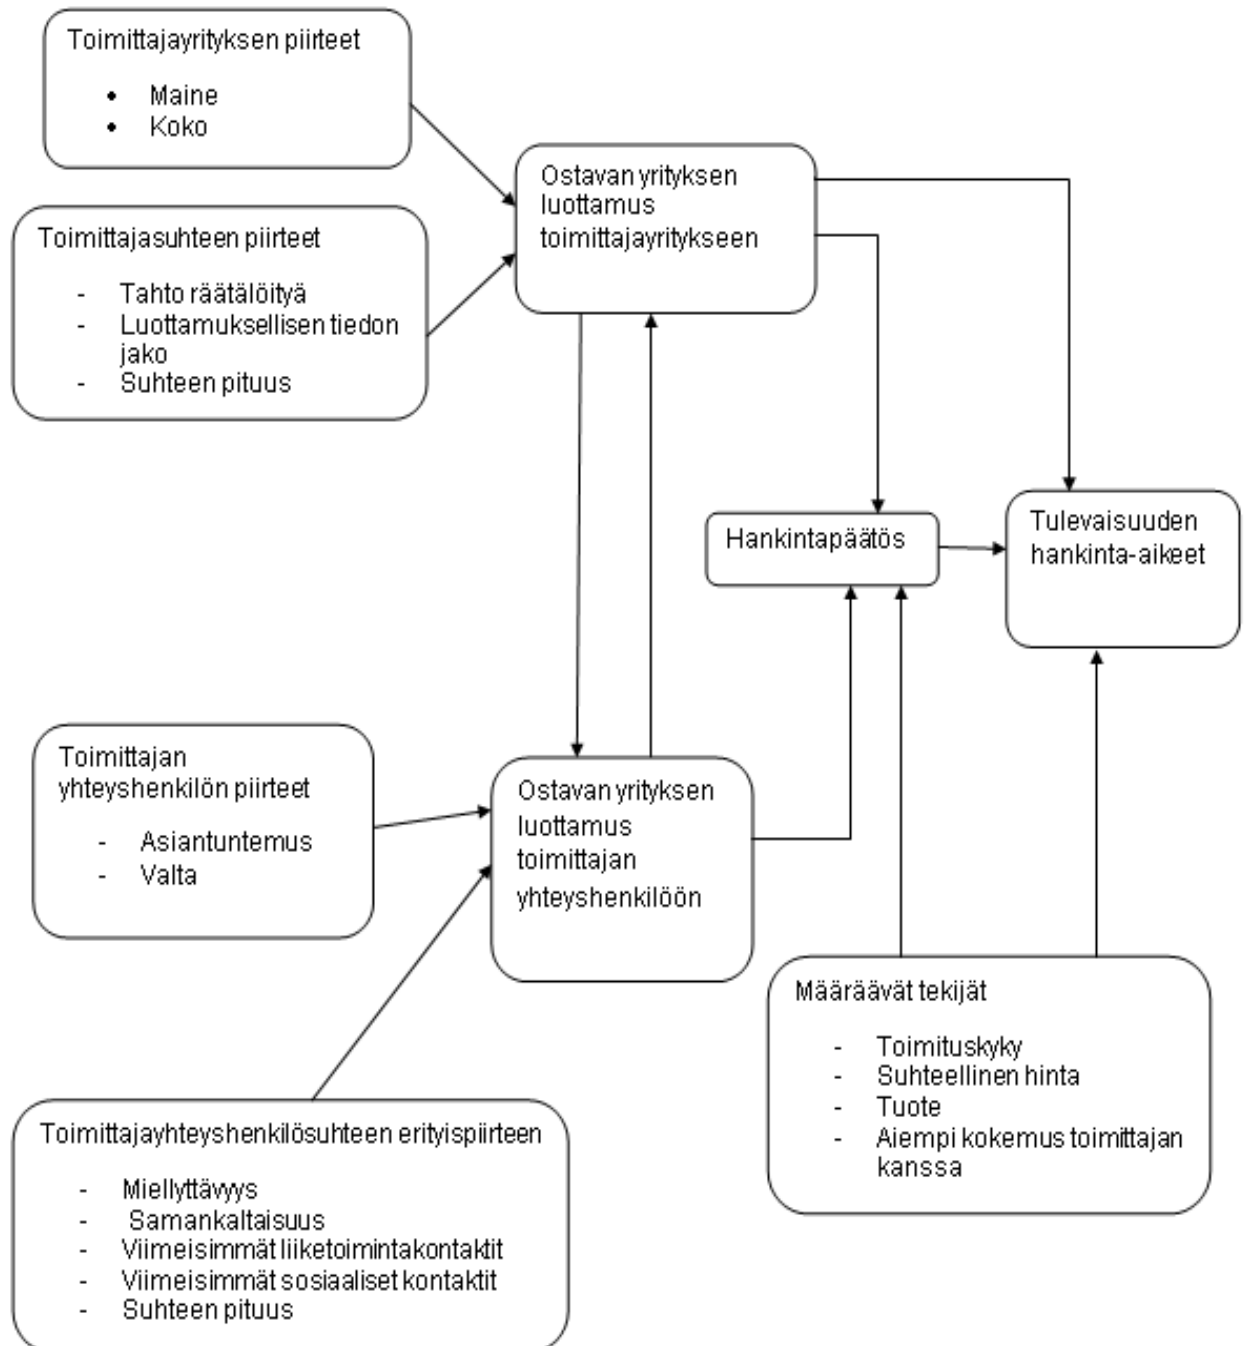 Toimittajayrityksen piirteet
• Maine
• Koko
Toimittajasuhteen piirteet
- Tahto räätälöityä
- Luottamuksellisen tiedon
jako
- Suhteen pituus
Ostavan yrityksen
luottamus
toimittajayritykseen
Hankintapäätös
Tulevaisuuden
hankinta-aikeet
Toimittajan
yhteyshenkilön piirteet
- Asiantuntemus
- Valta
Ostavan yrityksen
luottamus
toimittajan
yhteyshenkilöön
Määräävät tekijät
- Toimituskyky
- Suhteellinen hinta
- Tuote
- Aiempi kokemus toimittajan
kanssa
Toimittajayhteyshenkilösuhteen erityispiirteen
- Miellyttävyys
- Samankaltaisuus
- Viimeisimmät liiketoimintakontaktit
- Viimeisimmät sosiaaliset kontaktit
- Suhteen pituus